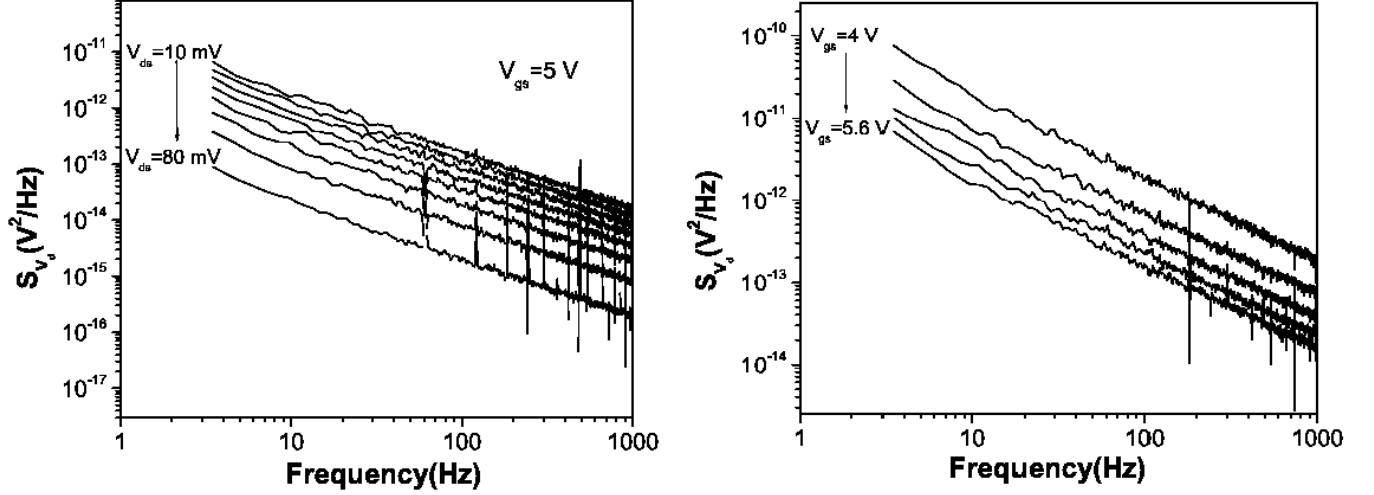 10⁻¹¹
10⁻¹²
10⁻¹³
10⁻¹⁴
10⁻¹⁵
10⁻¹⁶
10⁻¹⁷
S_V_d (V²/Hz)
V_ds=10 mV
V_ds=80 mV
V_gs=5 V
1 10 100 1000
Frequency(Hz)
10⁻¹⁰
10⁻¹¹
10⁻¹²
10⁻¹³
10⁻¹⁴
S_V_d (V²/Hz)
V_gs=4 V
V_gs=5.6 V
1 10 100 1000
Frequency(Hz)